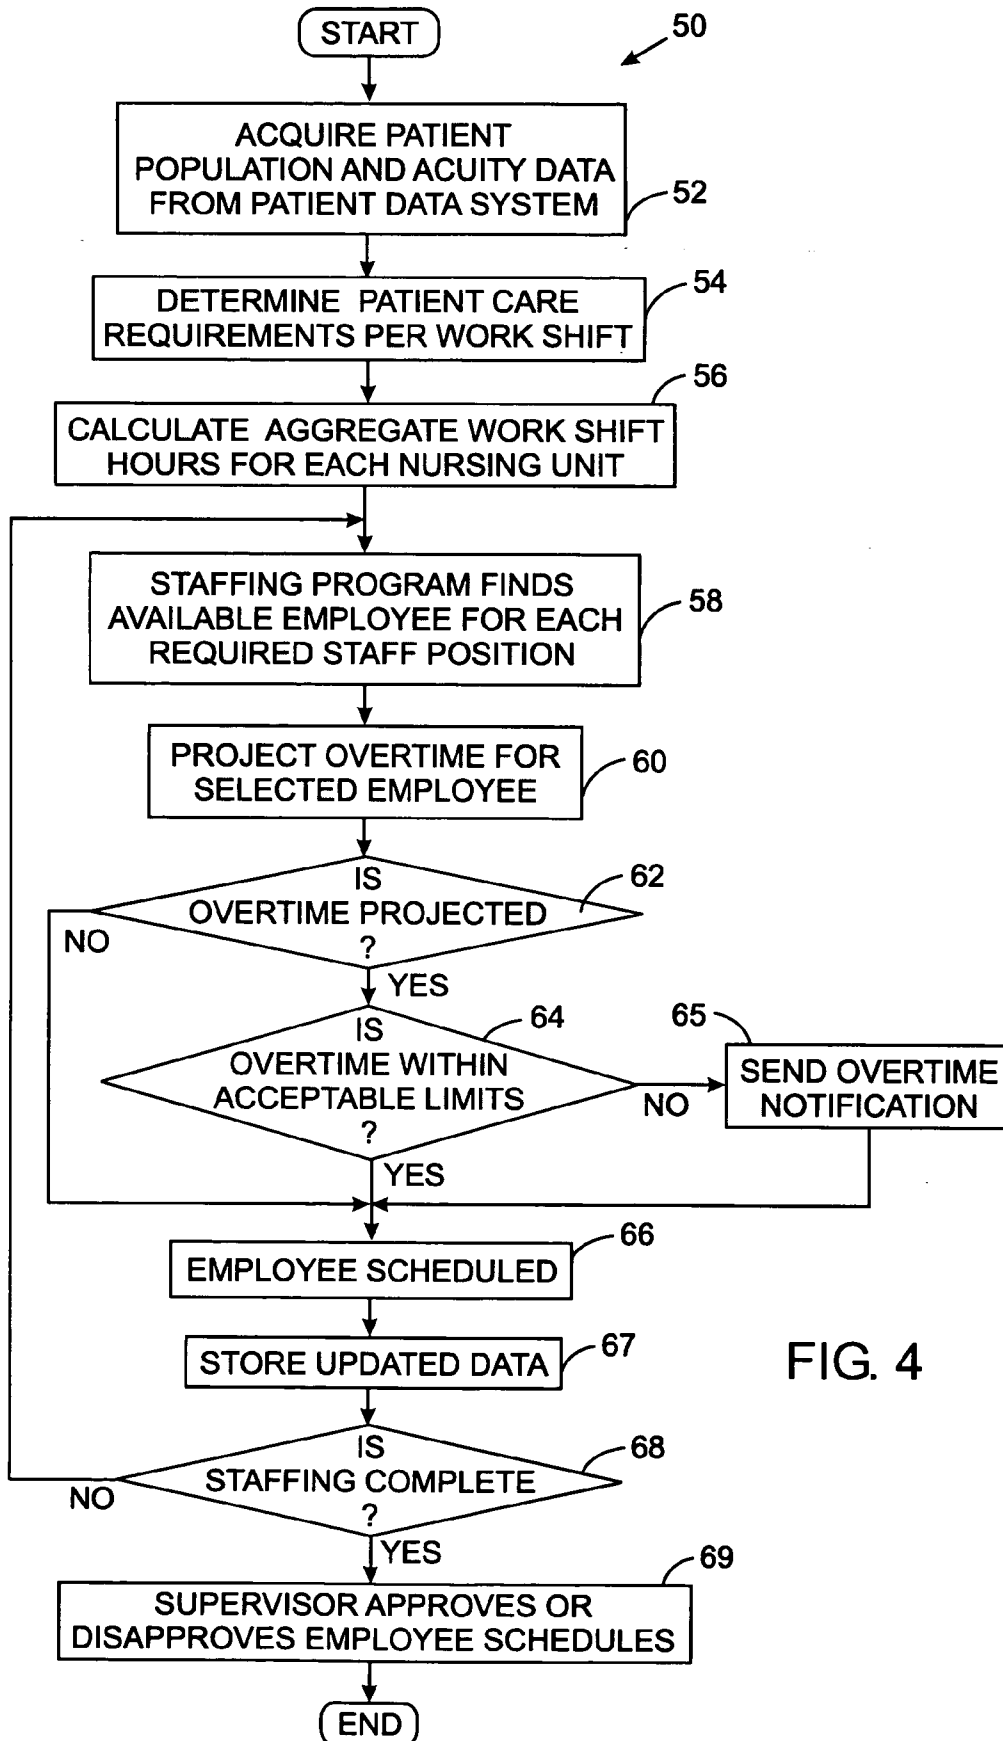 START
50
ACQUIRE PATIENT
POPULATION AND ACUITY DATA
FROM PATIENT DATA SYSTEM
52
DETERMINE PATIENT CARE
REQUIREMENTS PER WORK SHIFT
54
CALCULATE AGGREGATE WORK SHIFT
HOURS FOR EACH NURSING UNIT
56
STAFFING PROGRAM FINDS
AVAILABLE EMPLOYEE FOR EACH
REQUIRED STAFF POSITION
58
PROJECT OVERTIME FOR
SELECTED EMPLOYEE
60
IS
OVERTIME PROJECTED
?
62
NO
YES
IS
OVERTIME WITHIN
ACCEPTABLE LIMITS
?
64
NO
65
SEND OVERTIME
NOTIFICATION
YES
EMPLOYEE SCHEDULED
66
STORE UPDATED DATA
67
FIG. 4
IS
STAFFING COMPLETE
?
68
NO
YES
SUPERVISOR APPROVES OR
DISAPPROVES EMPLOYEE SCHEDULES
69
END